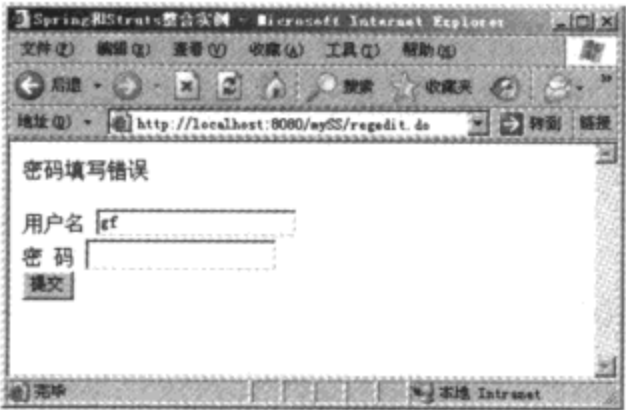 Spring和Struts整合实例 - Microsoft Internet Explorer
文件(F) 编辑(E) 查看(V) 收藏(A) 工具(T) 帮助(H)
后退 搜索 收藏夹 »
地址(D) http://localhost:8080/mySS/regedit.do 转到 链接
密码填写错误
用户名 gf
密 码
提交
完毕 本地 Intranet